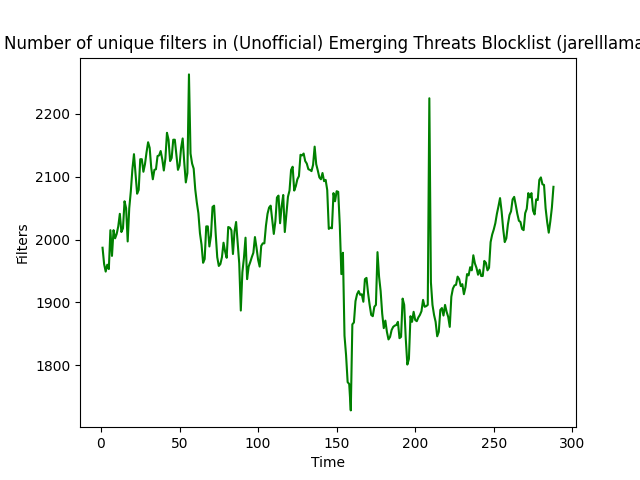 Number of unique filters in (Unofficial) Emerging Threats Blocklist (jarelllama
2200
2100
2000
1900
1800
Filters
0 50 100 150 200 250 300
Time